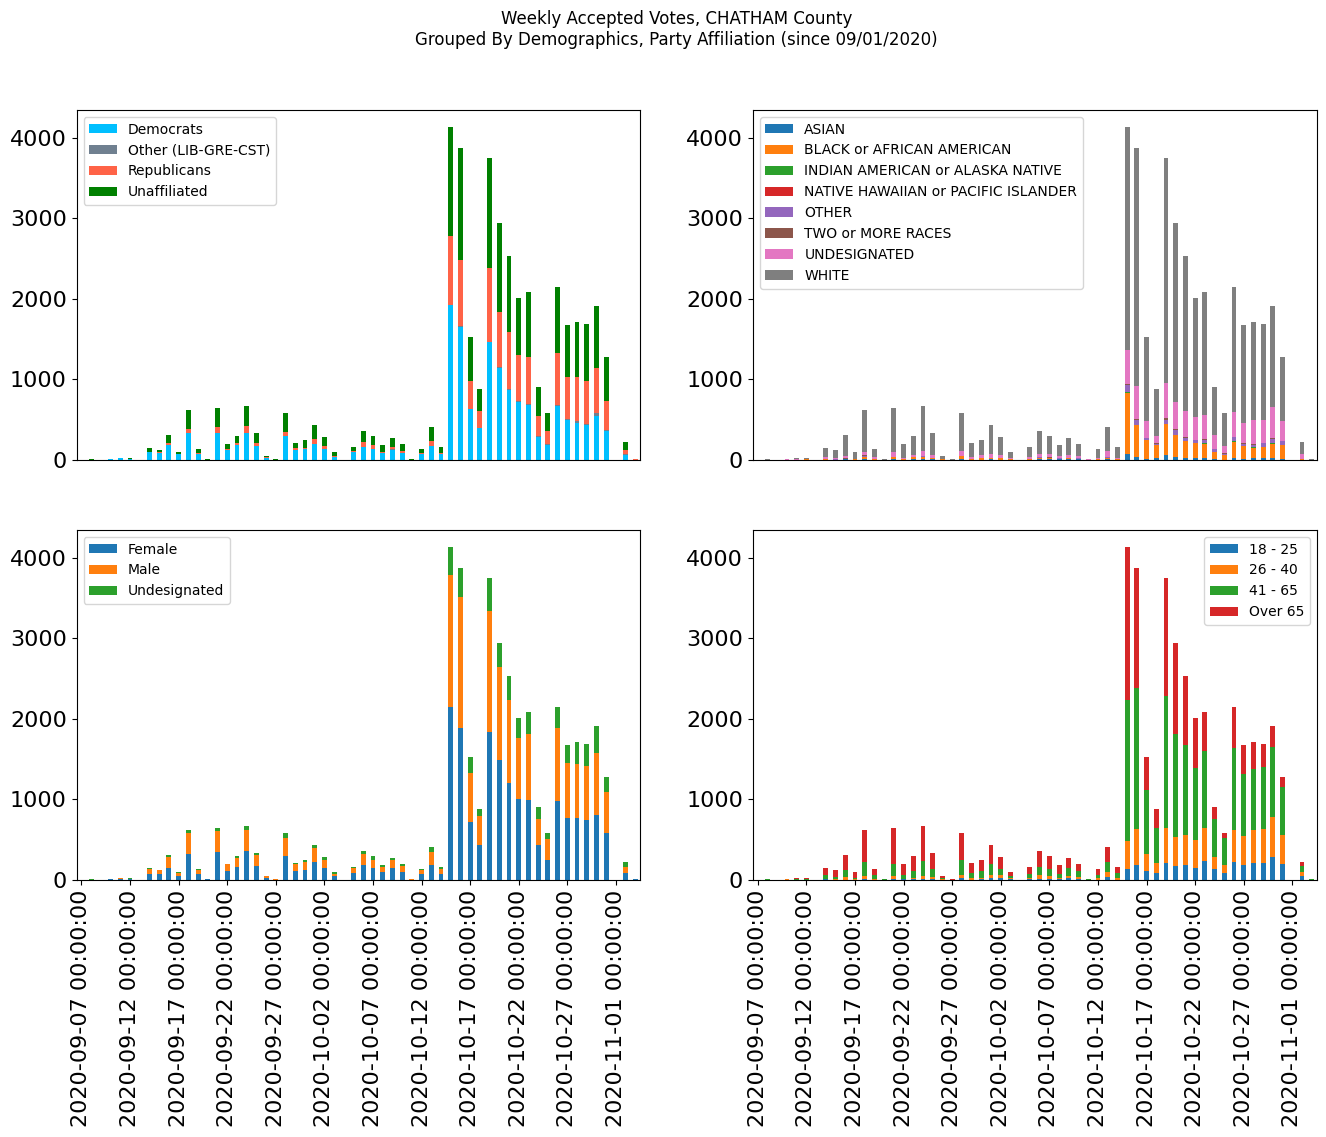 Weekly Accepted Votes, CHATHAM County
Grouped By Demographics, Party Affiliation (since 09/01/2020)
4000
3000
2000
1000
0
Democrats
Other (LIB-GRE-CST)
Republicans
Unaffiliated
4000
3000
2000
1000
0
ASIAN
BLACK or AFRICAN AMERICAN
INDIAN AMERICAN or ALASKA NATIVE
NATIVE HAWAIIAN or PACIFIC ISLANDER
OTHER
TWO or MORE RACES
UNDESIGNATED
WHITE
4000
3000
2000
1000
0
Female
Male
Undesignated
2020-09-07 00:00:00
2020-09-12 00:00:00
2020-09-17 00:00:00
2020-09-22 00:00:00
2020-09-27 00:00:00
2020-10-02 00:00:00
2020-10-07 00:00:00
2020-10-12 00:00:00
2020-10-17 00:00:00
2020-10-22 00:00:00
2020-10-27 00:00:00
2020-11-01 00:00:00
4000
3000
2000
1000
0
18 - 25
26 - 40
41 - 65
Over 65
2020-09-07 00:00:00
2020-09-12 00:00:00
2020-09-17 00:00:00
2020-09-22 00:00:00
2020-09-27 00:00:00
2020-10-02 00:00:00
2020-10-07 00:00:00
2020-10-12 00:00:00
2020-10-17 00:00:00
2020-10-22 00:00:00
2020-10-27 00:00:00
2020-11-01 00:00:00